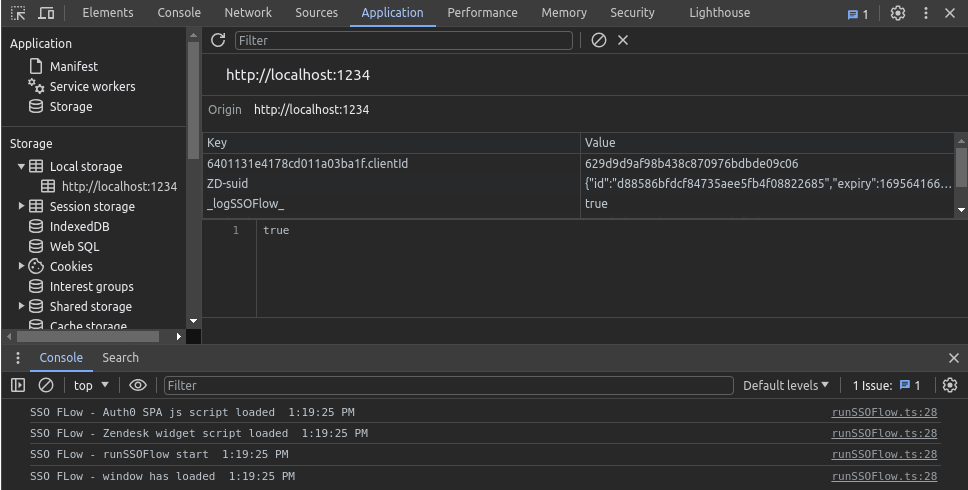 Elements Console Network Sources Application Performance Memory Security Lighthouse 1
Filter
Application
Manifest
Service workers
Storage
Storage
Local storage
http://localhost:1234
Session storage
IndexedDB
Web SQL
Cookies
Interest groups
Shared storage
Cache storage
http://localhost:1234
Origin http://localhost:1234
Key Value
6401131e4178cd011a03ba1f.clientId 629d9d9af98b438c870976bdbde09c06
ZD-suid {"id":"d88586bfdcf84735aee5fb4f08822685","expiry":169564166...
_logSSOFlow_ true
1 true
Console Search
top Filter Default levels 1 Issue: 1
SSO FLow - Auth0 SPA js script loaded 1:19:25 PM runSSOFlow.ts:28
SSO FLow - Zendesk widget script loaded 1:19:25 PM runSSOFlow.ts:28
SSO FLow - runSSOFlow start 1:19:25 PM runSSOFlow.ts:28
SSO FLow - window has loaded 1:19:25 PM runSSOFlow.ts:28